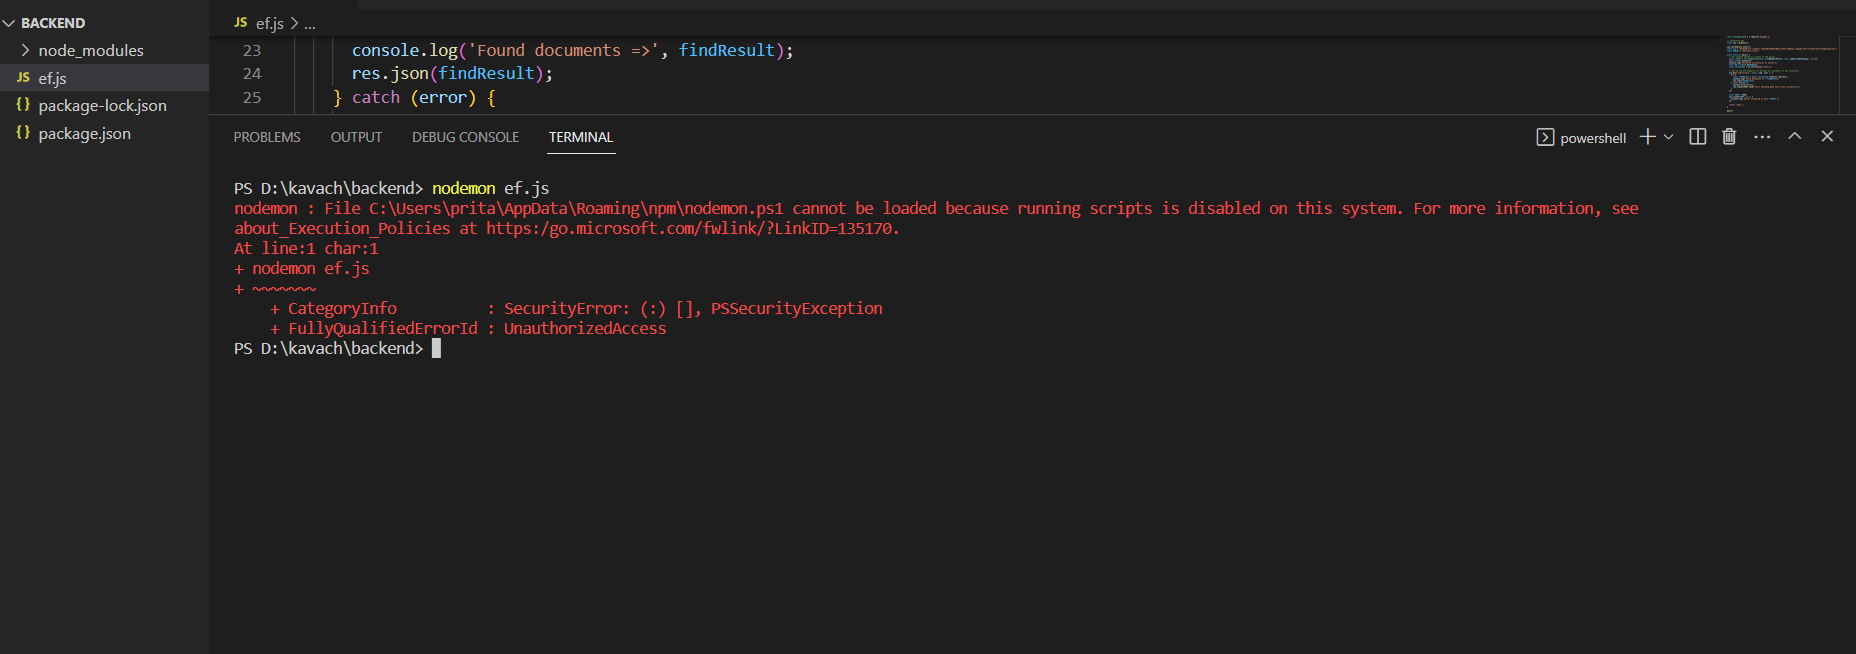 BACKEND
node_modules
JS ef.js
{} package-lock.json
{} package.json
JS ef.js > ...
23 console.log('Found documents =>', findResult);
24 res.json(findResult);
25 } catch (error) {
PROBLEMS OUTPUT DEBUG CONSOLE TERMINAL
powershell
PS D:\kavach\backend> nodemon ef.js
nodemon : File C:\Users\prita\AppData\Roaming\npm\nodemon.ps1 cannot be loaded because running scripts is disabled on this system. For more information, see
about_Execution_Policies at https:/go.microsoft.com/fwlink/?LinkID=135170.
At line:1 char:1
+ nodemon ef.js
+ ~~~~~~~
+ CategoryInfo : SecurityError: (:) [], PSSecurityException
+ FullyQualifiedErrorId : UnauthorizedAccess
PS D:\kavach\backend>